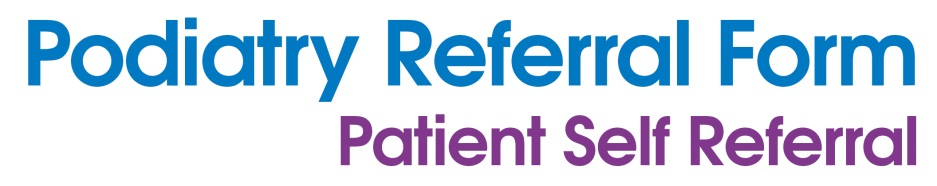 Podiatry Referral Form
Patient Self Referral